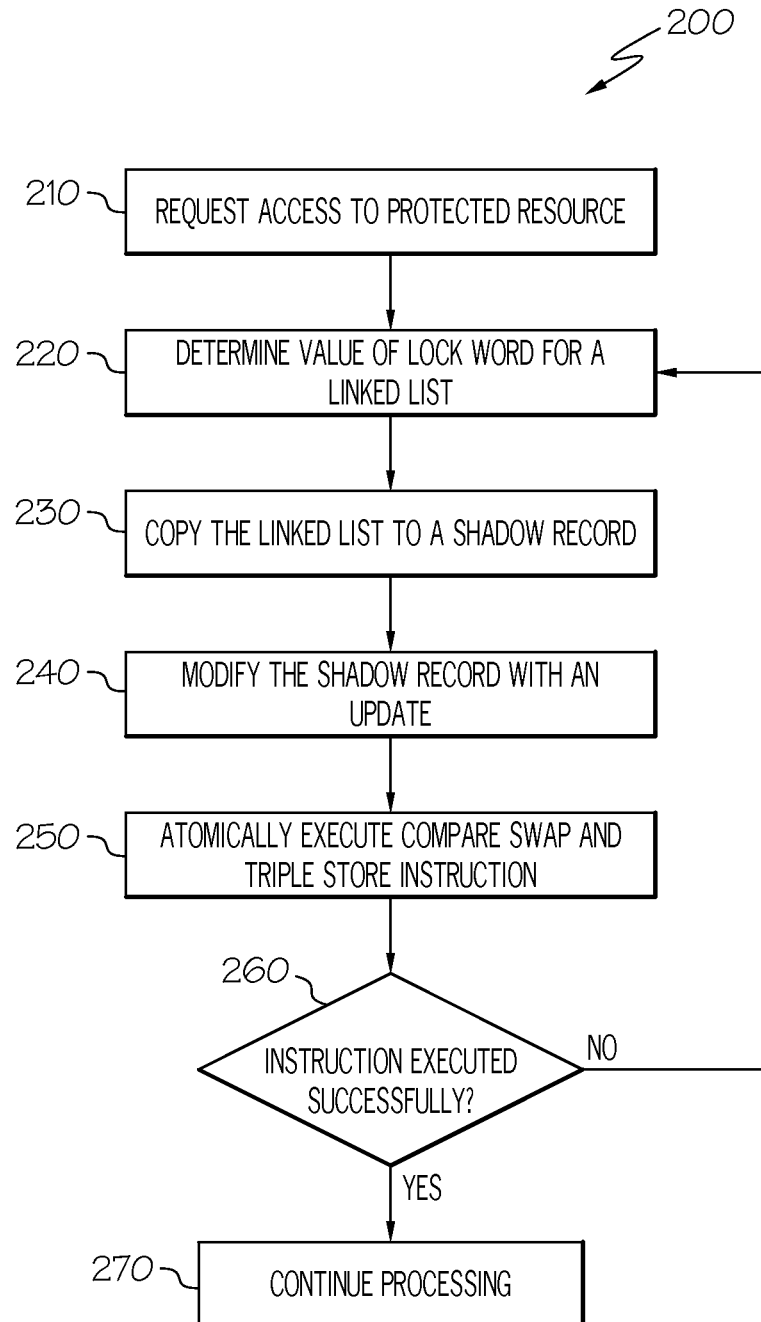 200
210
REQUEST ACCESS TO PROTECTED RESOURCE
220
DETERMINE VALUE OF LOCK WORD FOR A
LINKED LIST
230
COPY THE LINKED LIST TO A SHADOW RECORD
240
MODIFY THE SHADOW RECORD WITH AN
UPDATE
250
ATOMICALLY EXECUTE COMPARE SWAP AND
TRIPLE STORE INSTRUCTION
260
INSTRUCTION EXECUTED
SUCCESSFULLY?
NO
YES
270
CONTINUE PROCESSING